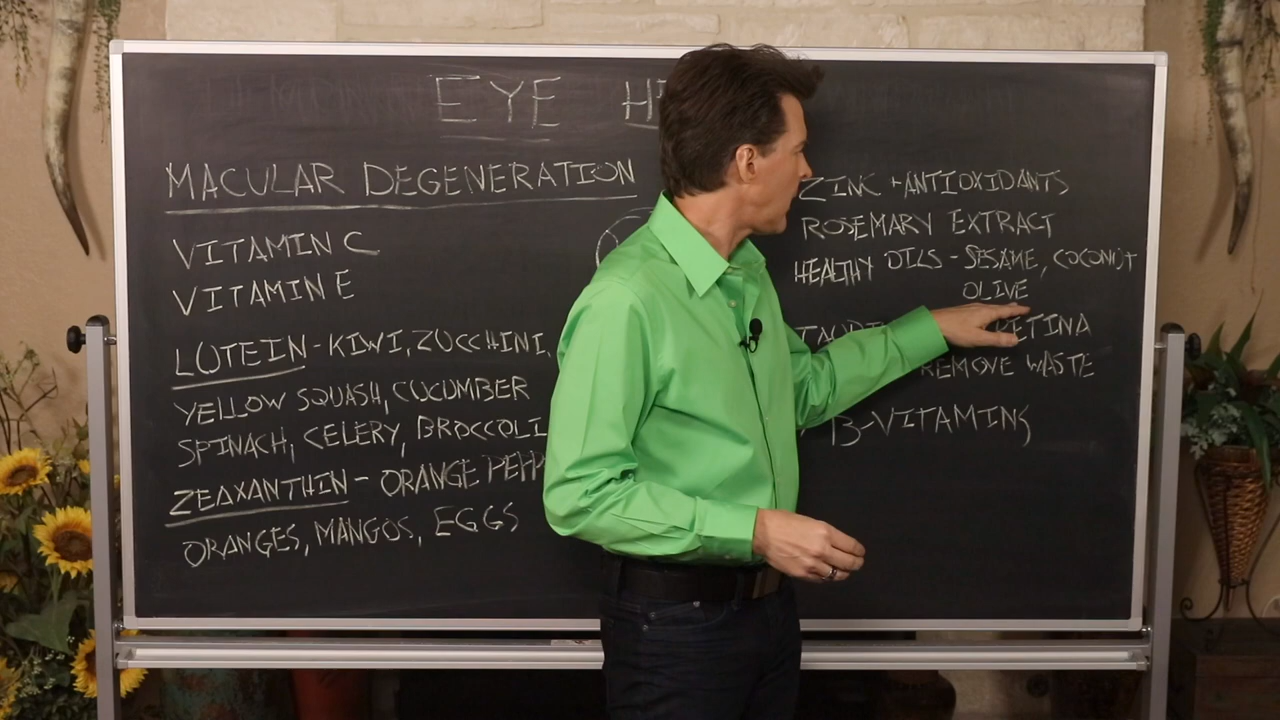 EYE
MACULAR DEGENERATION
VITAMIN C
VITAMIN E
LUTEIN - KIWI, ZUCCHINI,
YELLOW SQUASH, CUCUMBER
SPINACH, CELERY, BROCCOLI
ZEAXANTHIN - ORANGE
ORANGES, MANGOS, EGGS
ZINC + ANTIOXIDANTS
ROSEMARY EXTRACT
HEALTHY OILS - SESAME, COCONUT
OLIVE
REMOVE WASTE
B-VITAMINS